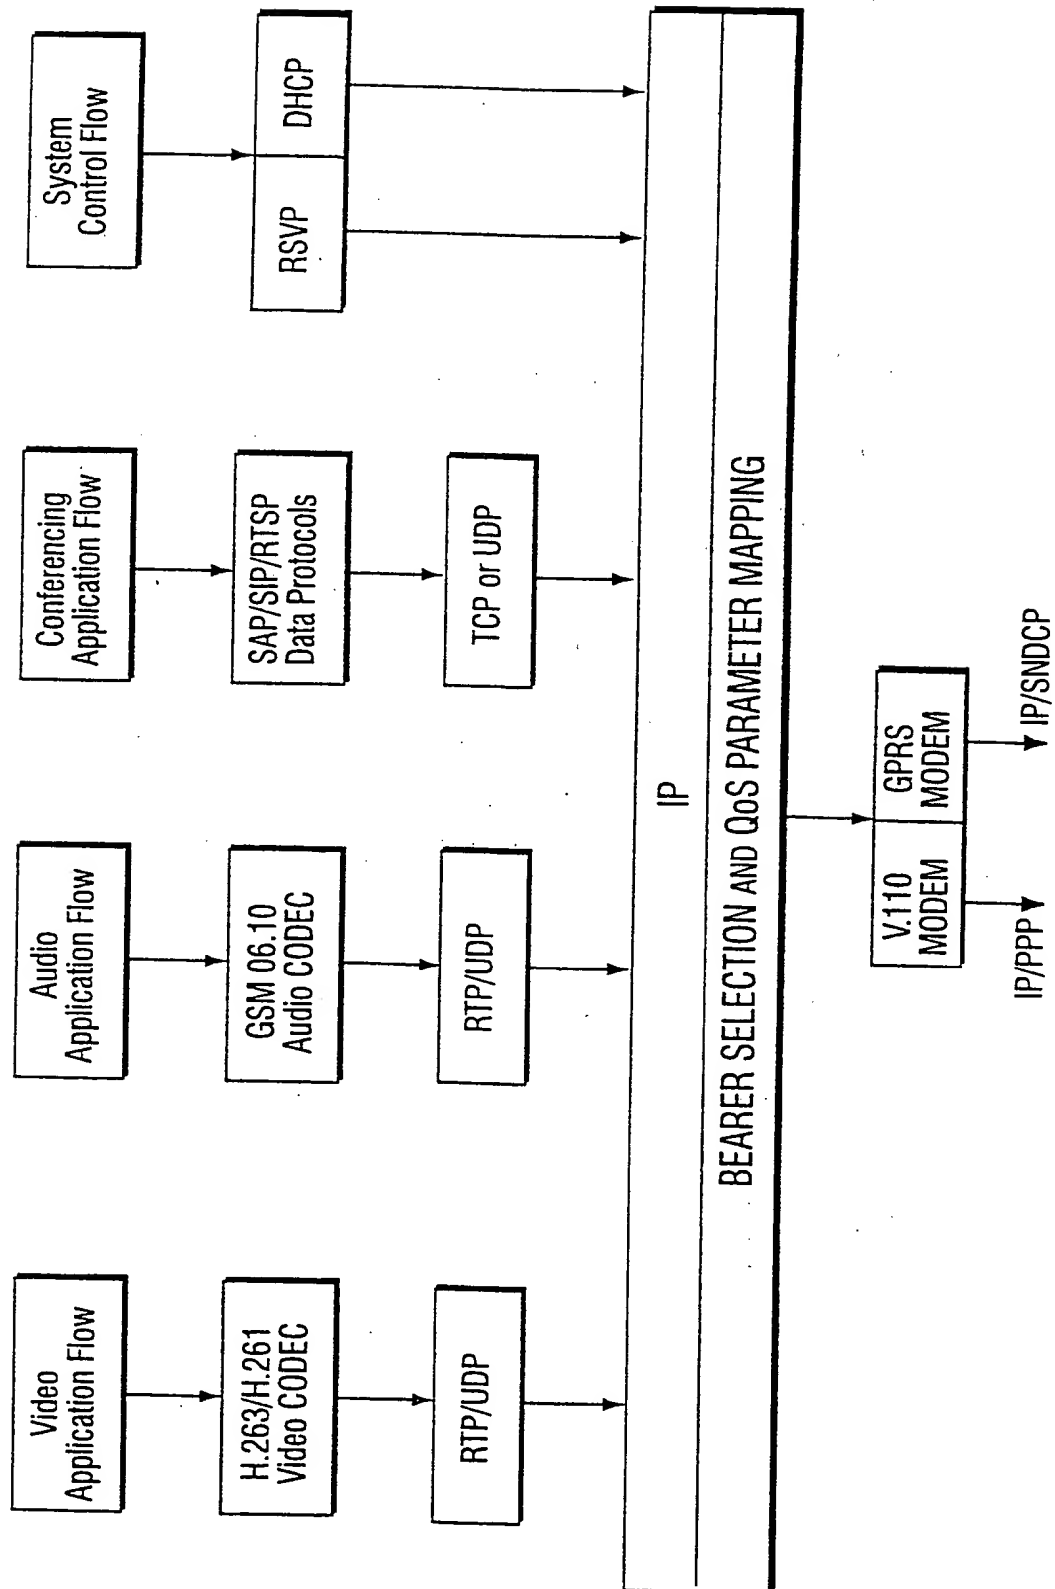 Video
Application Flow
Audio
Application Flow
Conferencing
Application Flow
System
Control Flow
H.263/H.261
Video CODEC
GSM 06.10
Audio CODEC
SAP/SIP/RTSP
Data Protocols
RSVP
DHCP
RTP/UDP
RTP/UDP
TCP or UDP
IP
BEARER SELECTION AND QoS PARAMETER MAPPING
V.110
MODEM
GPRS
MODEM
IP/PPP
IP/SNDCP